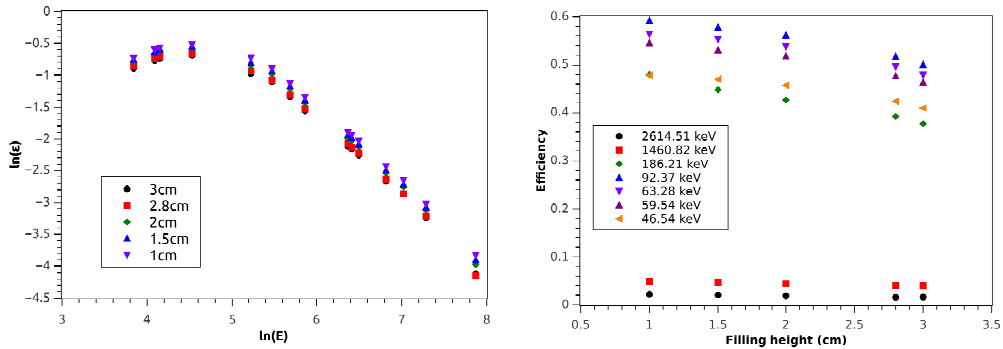 0
−0.5
−1
−1.5
−2
−2.5
−3
−3.5
−4
−4.5
ln(ε)
3
4
5
6
7
8
ln(E)
3cm
2.8cm
2cm
1.5cm
1cm
0.6
0.5
0.4
0.3
0.2
0.1
0
Efficiency
0.5
1
1.5
2
2.5
3
3.5
Filling height (cm)
2614.51 keV
1460.82 keV
186.21 keV
92.37 keV
63.28 keV
59.54 keV
46.54 keV